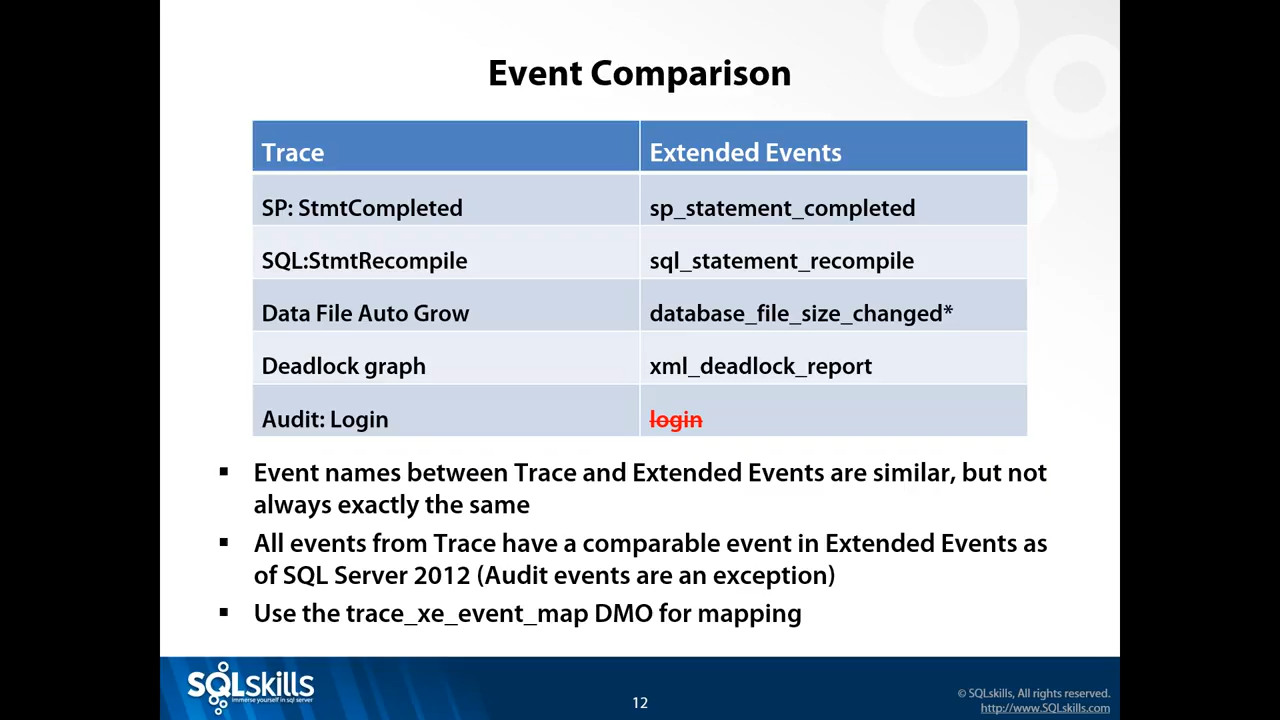 Event Comparison
Trace
Extended Events
SP: StmtCompleted
sp_statement_completed
SQL:StmtRecompile
sql_statement_recompile
Data File Auto Grow
database_file_size_changed*
Deadlock graph
xml_deadlock_report
Audit: Login
login
▪ Event names between Trace and Extended Events are similar, but not
always exactly the same
▪ All events from Trace have a comparable event in Extended Events as
of SQL Server 2012 (Audit events are an exception)
▪ Use the trace_xe_event_map DMO for mapping
SQLskills
immerse yourself in sql server
12
© SQLskills, All rights reserved.
http://www.SQLskills.com